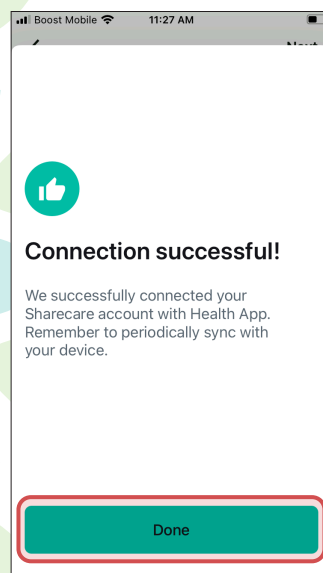 Boost Mobile 11:27 AM
Connection successful!
We successfully connected your
Sharecare account with Health App.
Remember to periodically sync with
your device.
Done